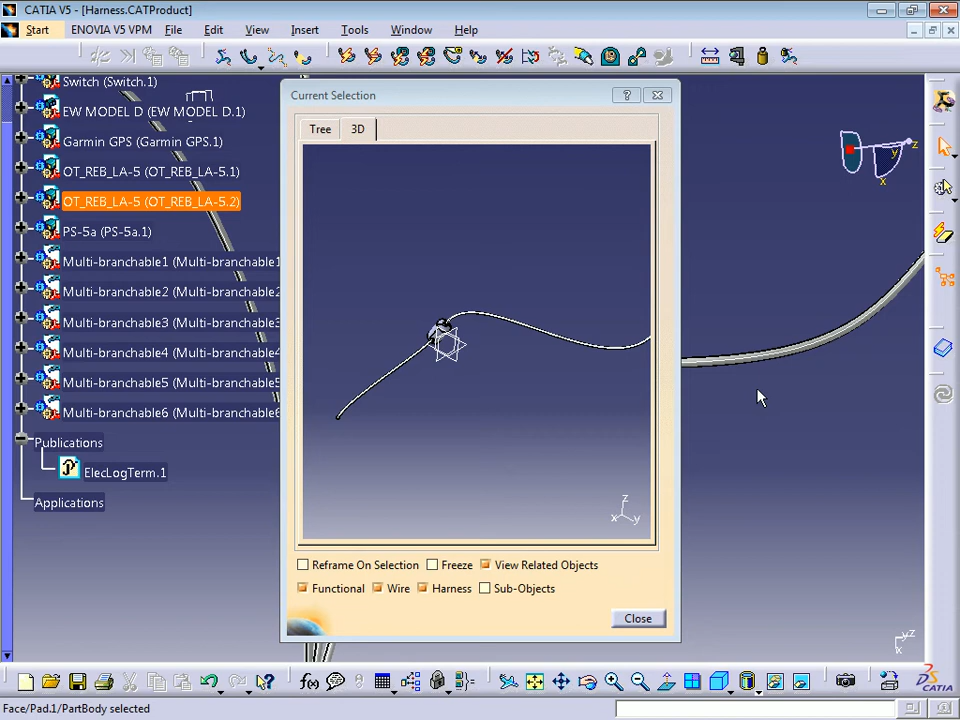 CATIA V5 - [Harness.CATProduct]
Start ENOVIA V5 VPM File Edit View Insert Tools Window Help
Switch (Switch.1)
EW MODEL D (EW MODEL D.1)
Garmin GPS (Garmin GPS.1)
OT_REB_LA-5 (OT_REB_LA-5.1)
OT_REB_LA-5 (OT_REB_LA-5.2)
PS-5a (PS-5a.1)
Multi-branchable1 (Multi-branchable1
Multi-branchable2 (Multi-branchable2
Multi-branchable3 (Multi-branchable3
Multi-branchable4 (Multi-branchable4
Multi-branchable5 (Multi-branchable5
Multi-branchable6 (Multi-branchable6
Publications
ElecLogTerm.1
Applications
Current Selection
Tree 3D
z
x y
Reframe On Selection Freeze View Related Objects
Functional Wire Harness Sub-Objects
Close
z
y
x
y z
x
f(x)
DS CATIA
Face/Pad.1/PartBody selected